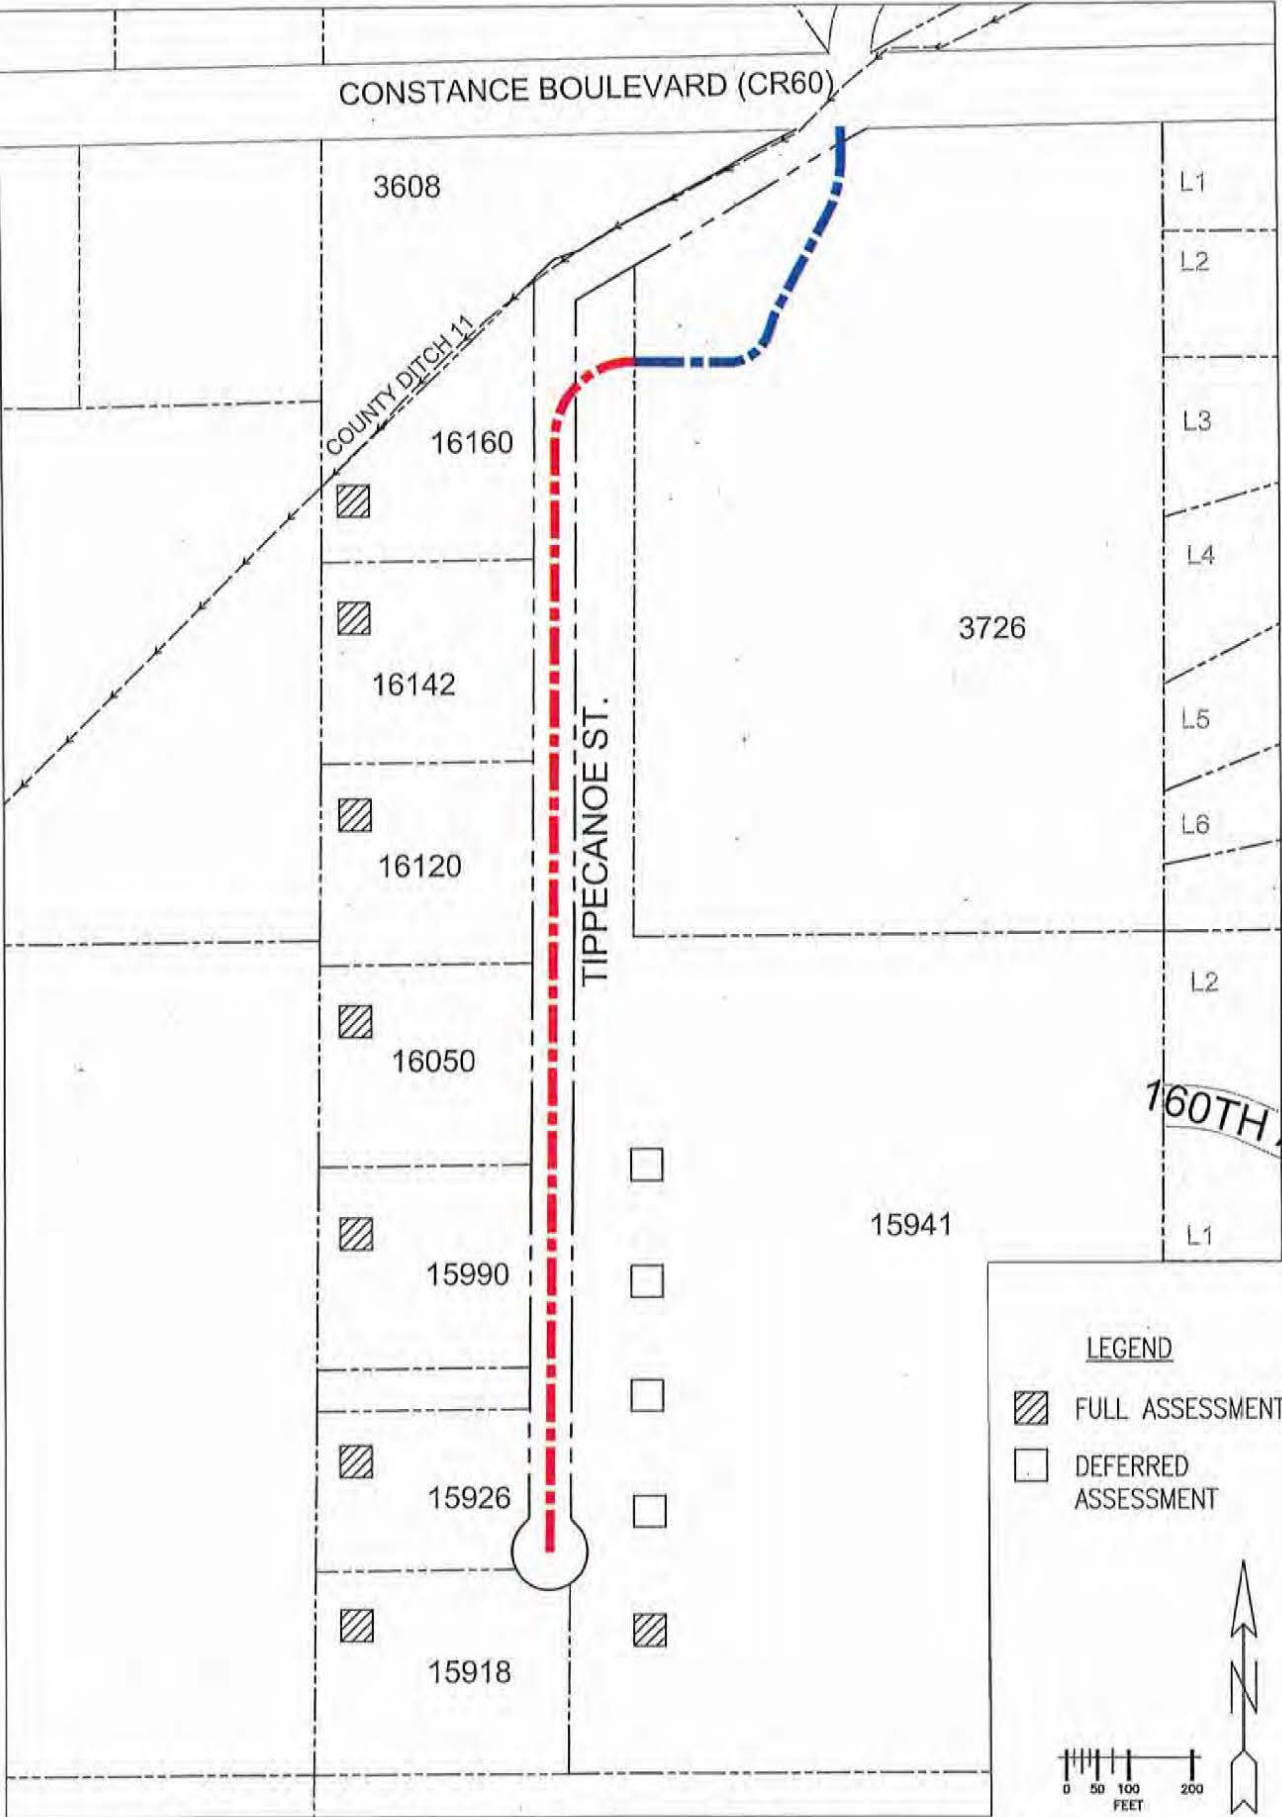 CONSTANCE BOULEVARD (CR60)
3608
L1
L2
COUNTY DITCH 11
16160
L3
L4
3726
16142
L5
TIPPECANOE ST.
L6
16120
L2
16050
160TH
15941
L1
15990
15926
15918
LEGEND
FULL ASSESSMENT
DEFERRED
ASSESSMENT
N
0 50 100 200
FEET